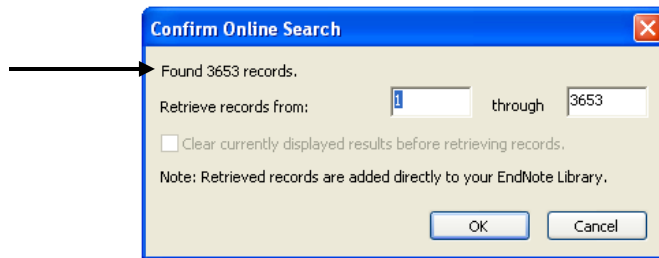 Confirm Online Search
Found 3653 records.
Retrieve records from: 1 through 3653
Clear currently displayed results before retrieving records.
Note: Retrieved records are added directly to your EndNote Library.
OK Cancel